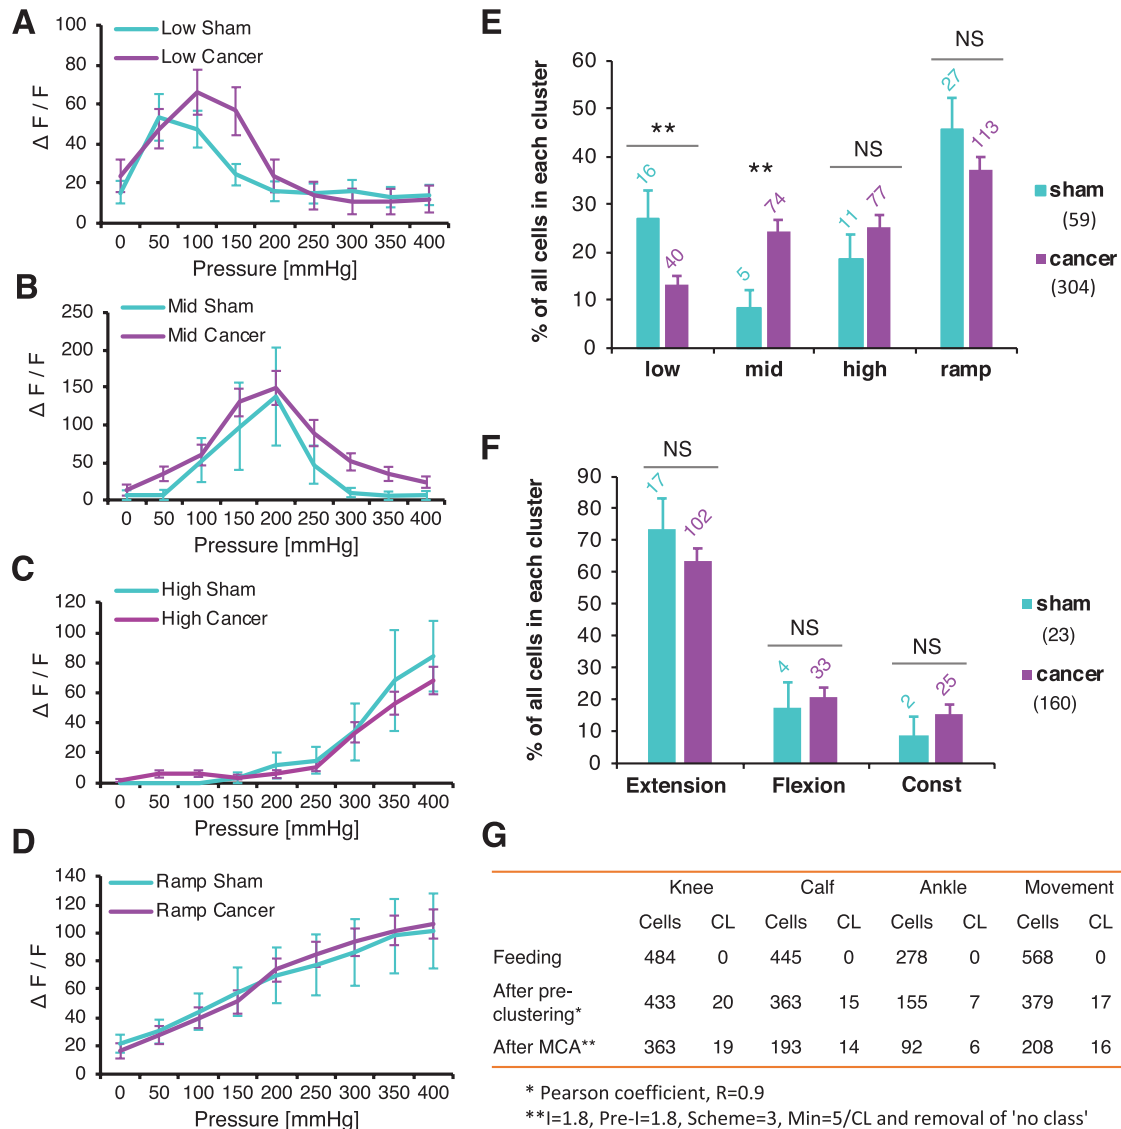 A
100
80
60
40
20
0
Δ F / F
Low Sham
Low Cancer
0 50 100 150 200 250 300 350 400
Pressure [mmHg]
B
250
200
150
100
50
0
Δ F / F
Mid Sham
Mid Cancer
0 50 100 150 200 250 300 350 400
Pressure [mmHg]
C
120
100
80
60
40
20
0
Δ F / F
High Sham
High Cancer
0 50 100 150 200 250 300 350 400
Pressure [mmHg]
D
140
120
100
80
60
40
20
0
Δ F / F
Ramp Sham
Ramp Cancer
0 50 100 150 200 250 300 350 400
Pressure [mmHg]
E
% of all cells in each cluster
60
50
40
30
20
10
0
** ** NS NS
16 40 5 74 11 77 27 113
low mid high ramp
sham
(59)
cancer
(304)
F
% of all cells in each cluster
90
80
70
60
50
40
30
20
10
0
NS NS NS
17 102 4 33 2 25
Extension Flexion Const
sham
(23)
cancer
(160)
G
Knee Calf Ankle Movement
Cells CL Cells CL Cells CL Cells CL
Feeding 484 0 445 0 278 0 568 0
After pre-
clustering* 433 20 363 15 155 7 379 17
After MCA** 363 19 193 14 92 6 208 16
* Pearson coefficient, R=0.9
**I=1.8, Pre-I=1.8, Scheme=3, Min=5/CL and removal of 'no class'